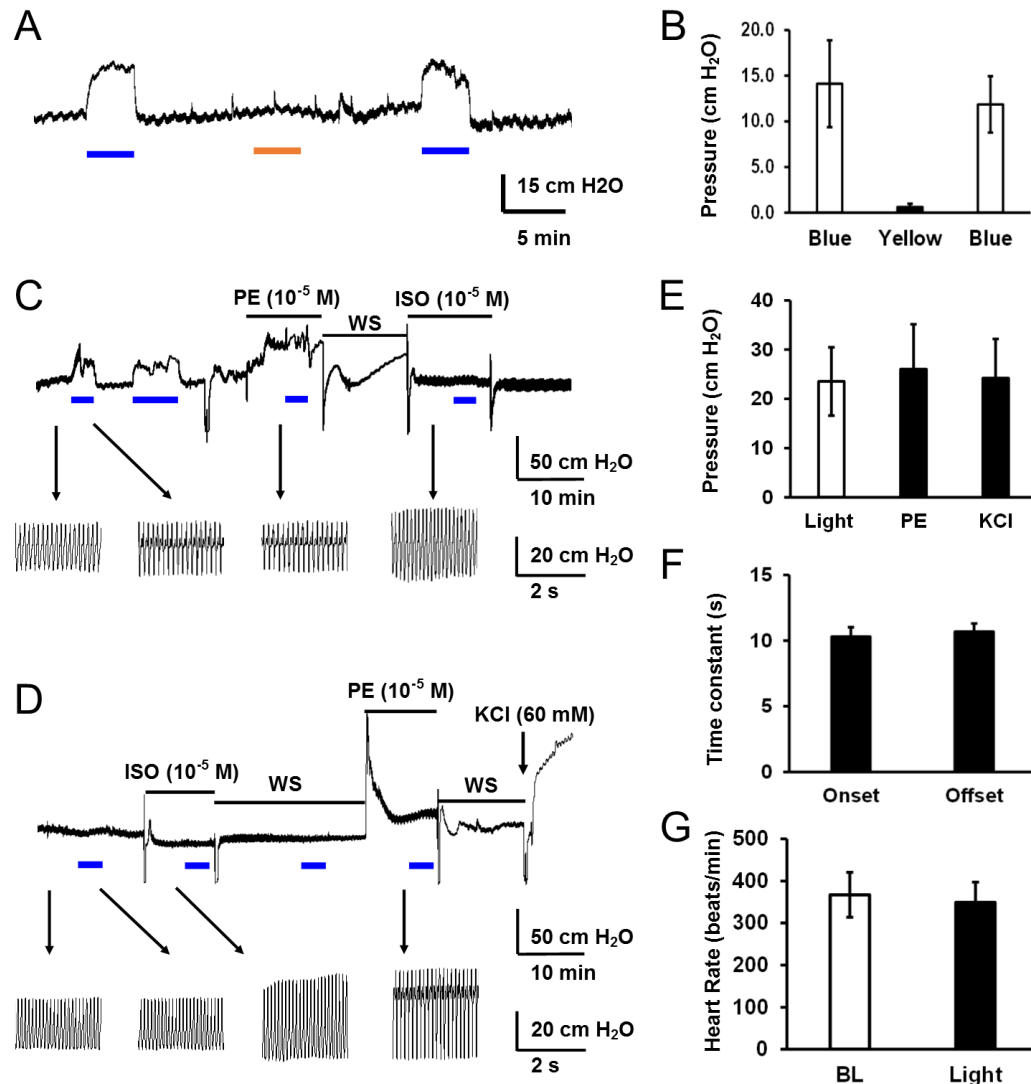 A
15 cm H2O
5 min
B
Pressure (cm H₂O)
20.0
15.0
10.0
5.0
0.0
Blue Yellow Blue
C
PE (10⁻⁵ M)
WS
ISO (10⁻⁵ M)
50 cm H₂O
10 min
20 cm H₂O
2 s
D
ISO (10⁻⁵ M)
WS
PE (10⁻⁵ M)
WS
KCl (60 mM)
50 cm H₂O
10 min
20 cm H₂O
2 s
E
Pressure (cm H₂O)
40
30
20
10
0
Light PE KCl
F
Time constant (s)
15
10
5
0
Onset Offset
G
Heart Rate (beats/min)
500
400
300
200
100
0
BL Light